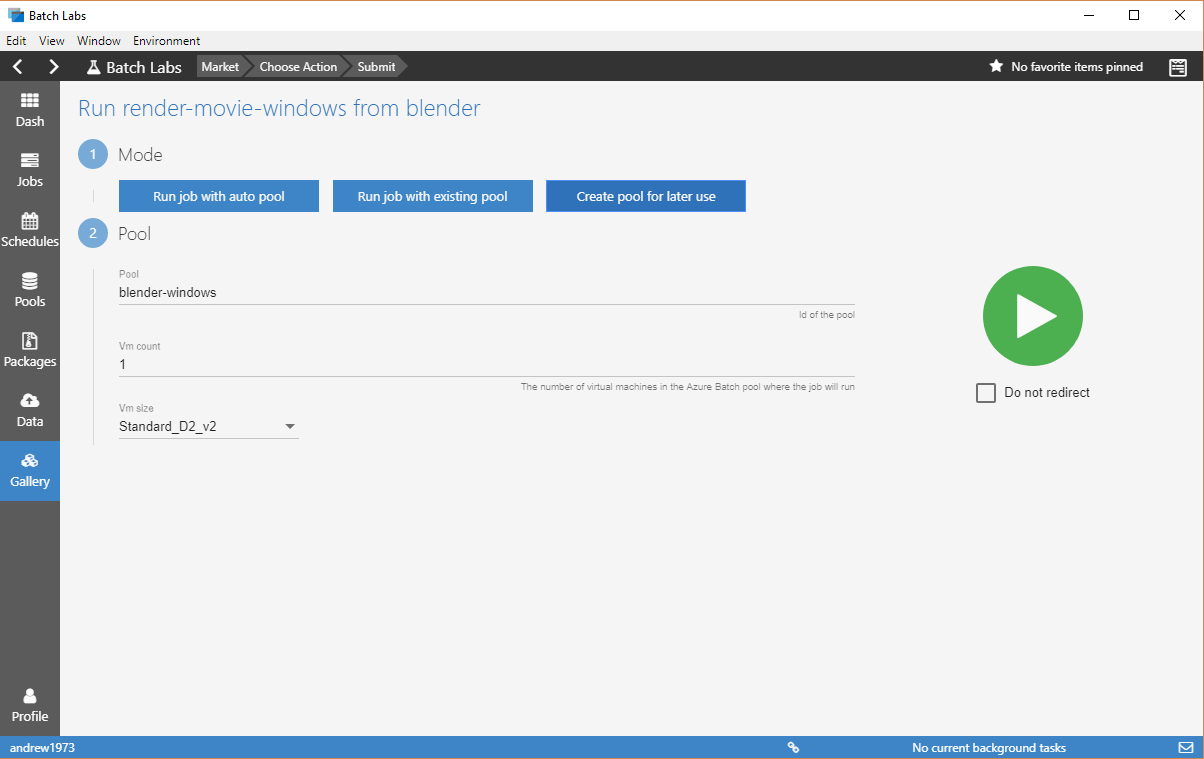 Batch Labs
Edit View Window Environment
Batch Labs Market Choose Action Submit No favorite items pinned
Dash
Jobs
Schedules
Pools
Packages
Data
Gallery
Profile
Run render-movie-windows from blender
1 Mode
Run job with auto pool Run job with existing pool Create pool for later use
2 Pool
Pool
blender-windows
Id of the pool
Vm count
1
The number of virtual machines in the Azure Batch pool where the job will run
Vm size
Standard_D2_v2
Do not redirect
andrew1973 No current background tasks